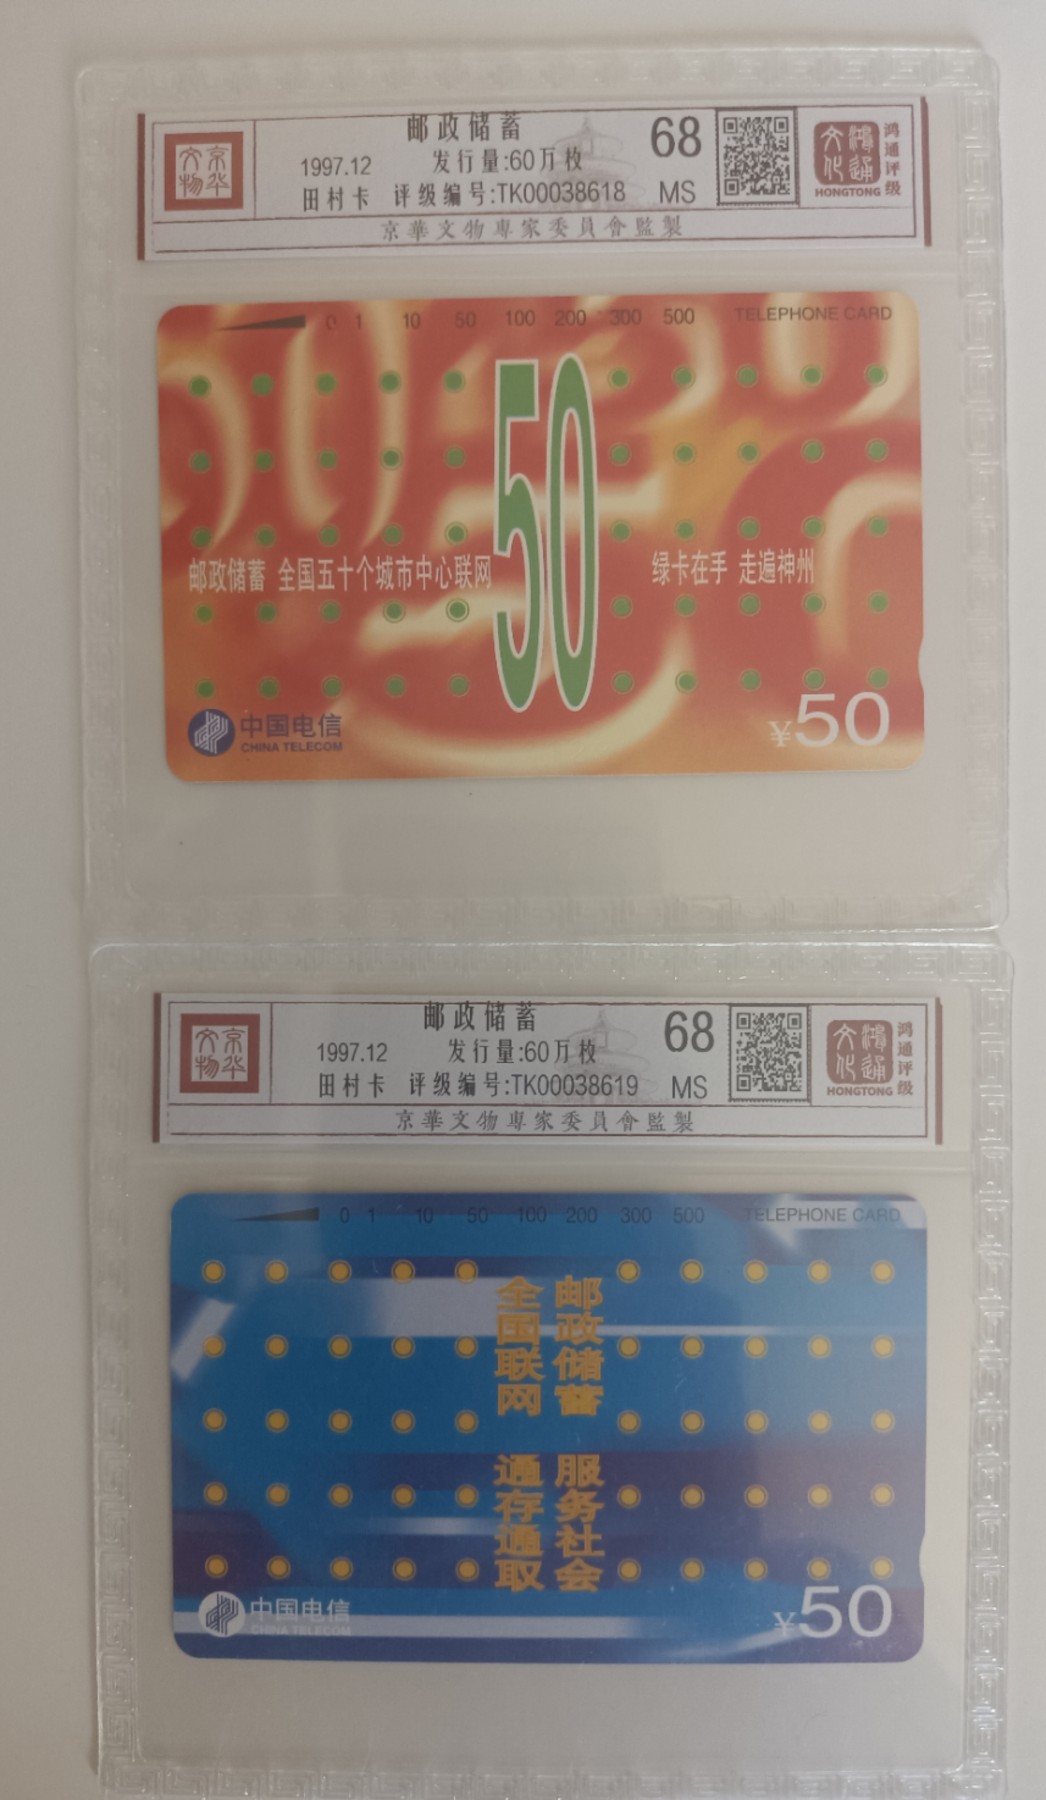 邮政储蓄
1997.12 发行量:60万枚
田村卡 评级编号:TK00038618
68
MS
京华文物
鸿通文化
HONGTONG
鸿通评级
京華文物專家委員會監製
0 1 10 50 100 200 300 500 TELEPHONE CARD
50
邮政储蓄 全国五十个城市中心联网
绿卡在手 走遍神州
中国电信
CHINA TELECOM
¥50
邮政储蓄
1997.12 发行量:60万枚
田村卡 评级编号:TK00038619
68
MS
京华文物
鸿通文化
HONGTONG
鸿通评级
京華文物專家委員會監製
0 1 10 50 100 200 300 500 TELEPHONE CARD
邮政储蓄
全国联网
服务社会
通存通取
中国电信
CHINA TELECOM
¥50